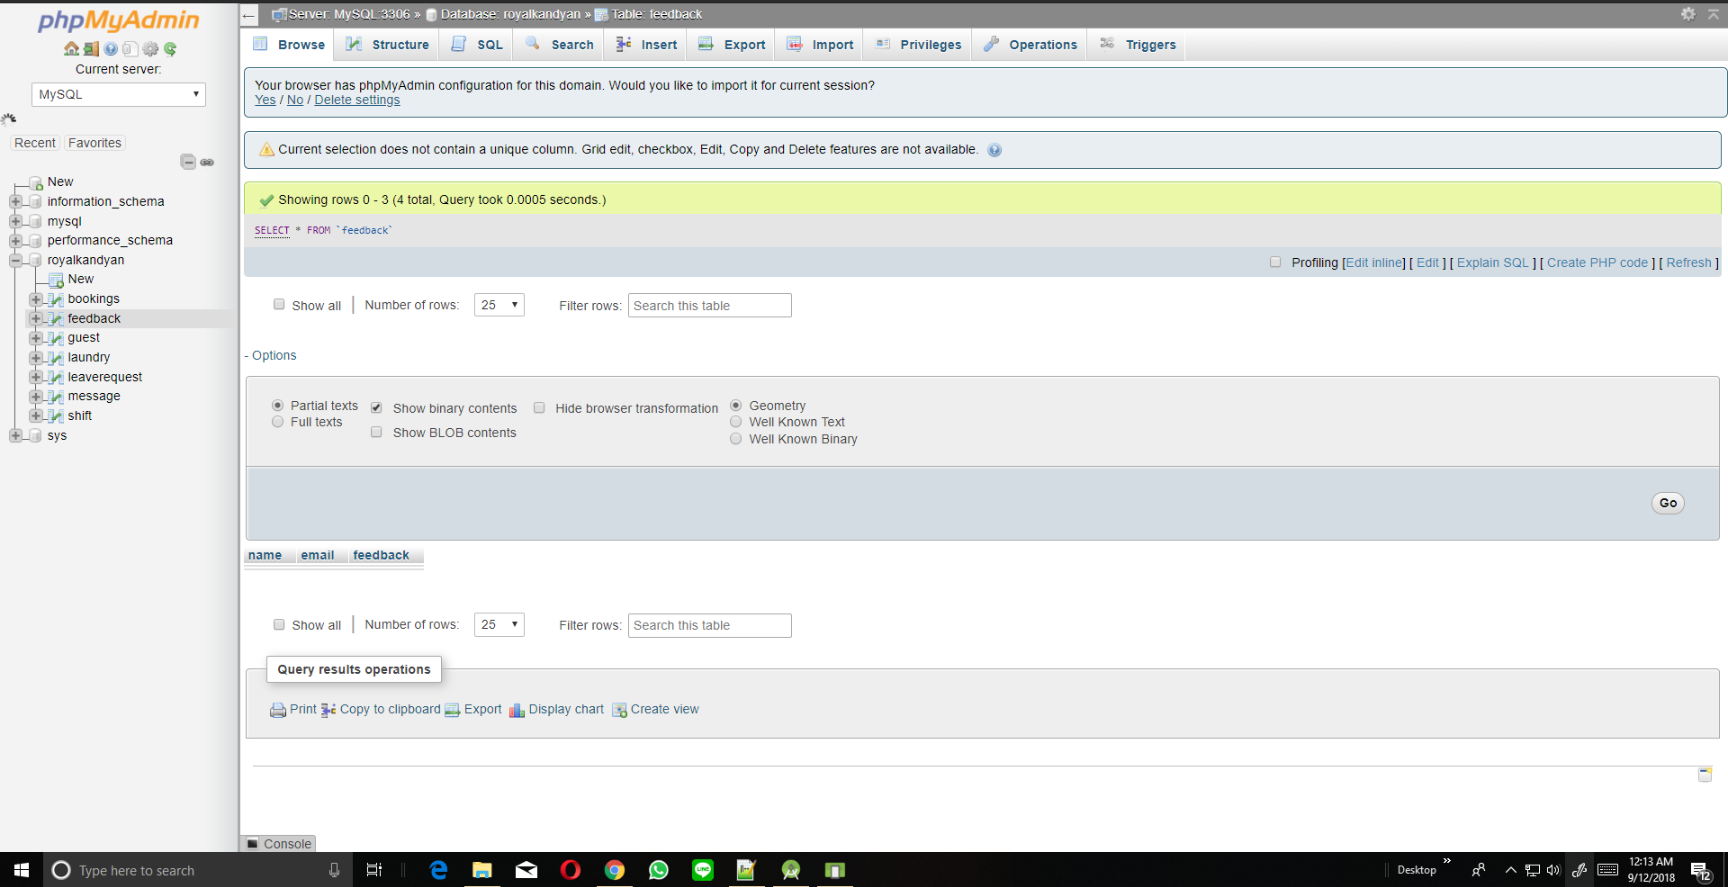 phpMyAdmin
Current server:
MySQL
Recent Favorites
New
information_schema
mysql
performance_schema
royalkandyan
New
bookings
feedback
guest
laundry
leaverequest
message
shift
sys
Server: MySQL:3306 » Database: royalkandyan » Table: feedback
Browse Structure SQL Search Insert Export Import Privileges Operations Triggers
Your browser has phpMyAdmin configuration for this domain. Would you like to import it for current session?
Yes / No / Delete settings
Current selection does not contain a unique column. Grid edit, checkbox, Edit, Copy and Delete features are not available.
Showing rows 0 - 3 (4 total, Query took 0.0005 seconds.)
SELECT * FROM `feedback`
Profiling [Edit inline] [ Edit ] [ Explain SQL ] [ Create PHP code ] [ Refresh ]
Show all | Number of rows: 25 Filter rows: Search this table
- Options
Partial texts Show binary contents Hide browser transformation Geometry
Full texts Show BLOB contents Well Known Text
Well Known Binary
Go
name email feedback
Show all | Number of rows: 25 Filter rows: Search this table
Query results operations
Print Copy to clipboard Export Display chart Create view
Console
Type here to search
Desktop
12:13 AM
9/12/2018
12